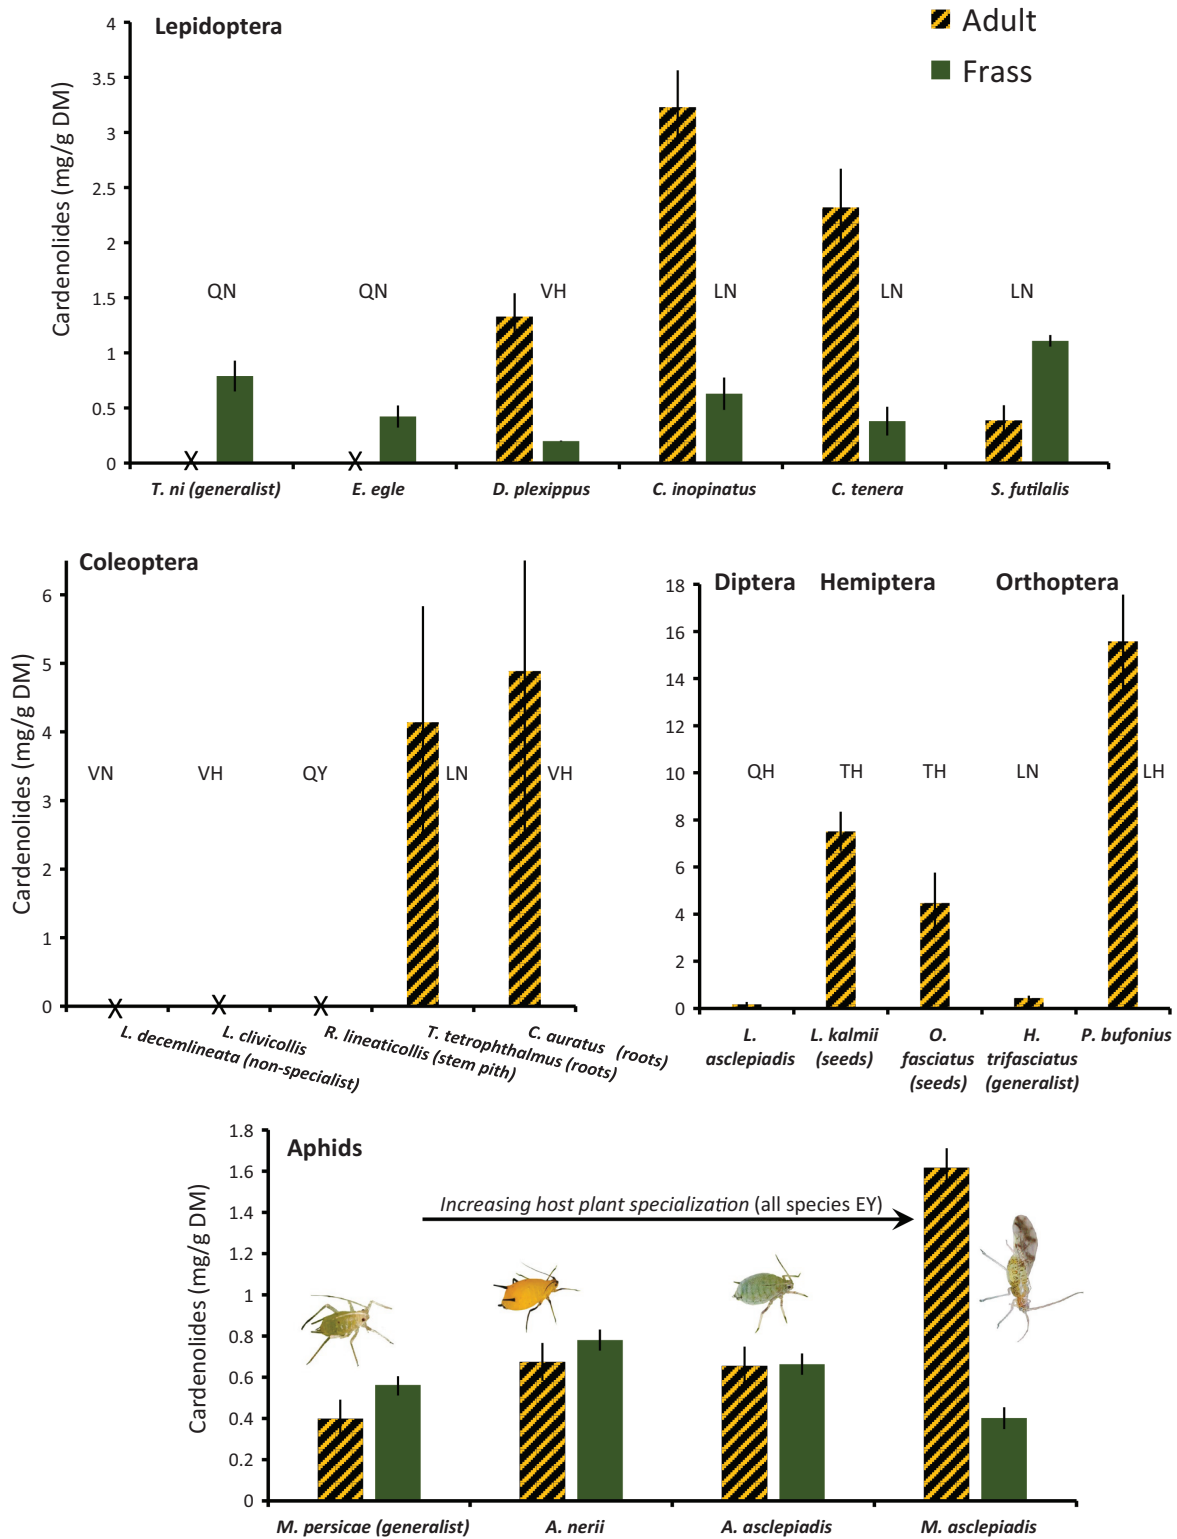 Lepidoptera
Adult
Frass
Cardenolides (mg/g DM)
4
3.5
3
2.5
2
1.5
1
0.5
0
QN
QN
VH
LN
LN
LN
X
X
T. ni (generalist)
E. egle
D. plexippus
C. inopinatus
C. tenera
S. futilalis
Coleoptera
Cardenolides (mg/g DM)
6
5
4
3
2
1
0
VN
VH
QY
LN
VH
X
X
X
L. decemlineata (non-specialist)
L. clivicollis
R. lineaticollis (stem pith)
T. tetrophthalmus (roots)
C. auratus (roots)
Diptera
Hemiptera
Orthoptera
18
16
14
12
10
8
6
4
2
0
QH
TH
TH
LN
LH
L.
asclepiadis
L. kalmii
(seeds)
O.
fasciatus
(seeds)
H.
trifasciatus
(generalist)
P. bufonius
Aphids
Cardenolides (mg/g DM)
1.8
1.6
1.4
1.2
1
0.8
0.6
0.4
0.2
0
Increasing host plant specialization (all species EY)
M. persicae (generalist)
A. nerii
A. asclepiadis
M. asclepiadis